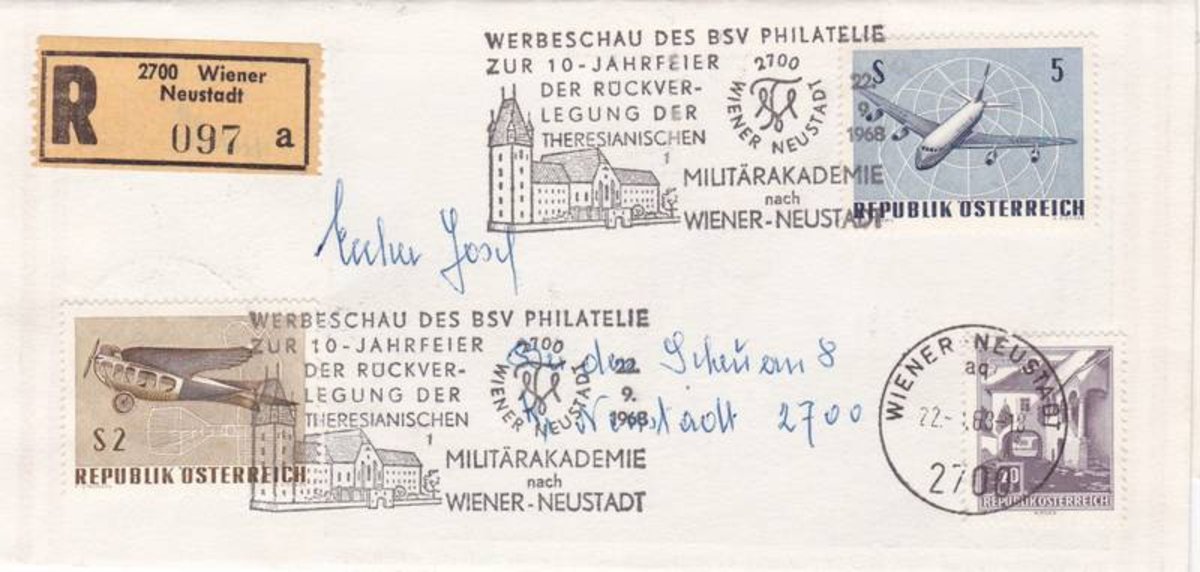 R
2700 Wiener
Neustadt
097 a
WERBESCHAU DES BSV PHILATELIE
ZUR 10-JAHRFEIER
DER RÜCKVER-
LEGUNG DER
THERESIANISCHEN
1
MILITÄRAKADEMIE
nach
WIENER-NEUSTADT
2700
WIENER NEUSTADT
22.
9.
1968
S 5
REPUBLIK ÖSTERREICH
Josef
8
Neustadt 2700
WERBESCHAU DES BSV PHILATELIE
ZUR 10-JAHRFEIER
DER RÜCKVER-
LEGUNG DER
THERESIANISCHEN
1
MILITÄRAKADEMIE
nach
WIENER-NEUSTADT
2700
WIENER NEUSTADT
22.
9.
1968
S 2
REPUBLIK ÖSTERREICH
WIENER NEUSTADT
2700
REPUBLIK ÖSTERREICH